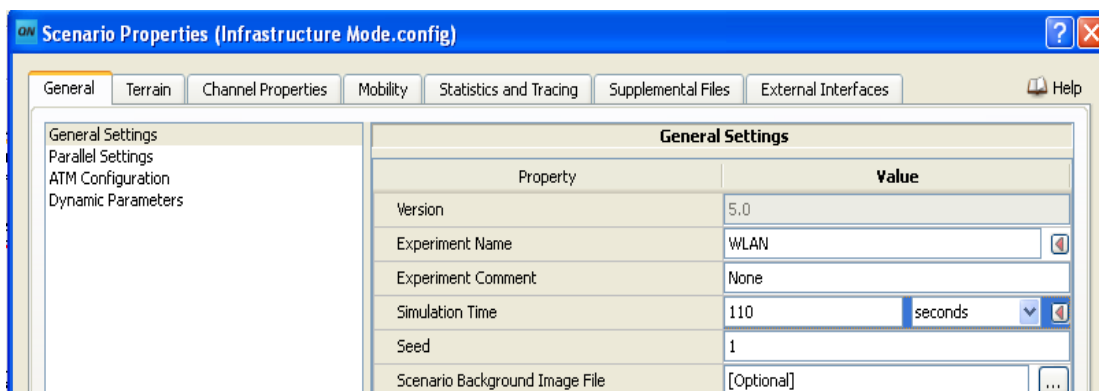 QN Scenario Properties (Infrastructure Mode.config) ?
General Terrain Channel Properties Mobility Statistics and Tracing Supplemental Files External Interfaces Help
General Settings
Parallel Settings
ATM Configuration
Dynamic Parameters
General Settings
Property Value
Version 5.0
Experiment Name WLAN
Experiment Comment None
Simulation Time 110 seconds
Seed 1
Scenario Background Image File [Optional] ...